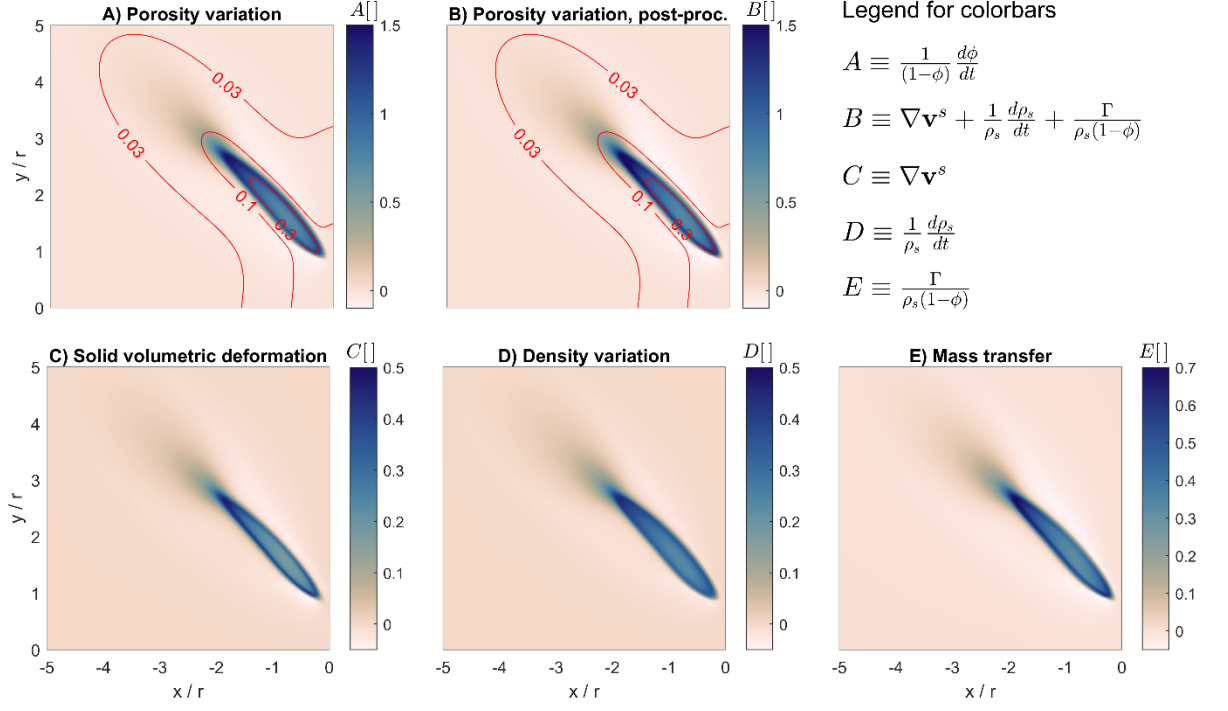 A) Porosity variation A[ ]
B) Porosity variation, post-proc. B[ ]
Legend for colorbars
5
4
3
2
1
0
y / r
0.03
0.03
0.1
0.3
1.5
1
0.5
0
0.03
0.03
0.1
0.3
1.5
1
0.5
0
A ≡ 1/(1−ϕ) dϕ/dt
B ≡ ∇v^s + 1/ρ_s dρ_s/dt + Γ/ρ_s(1−ϕ)
C ≡ ∇v^s
D ≡ 1/ρ_s dρ_s/dt
E ≡ Γ/ρ_s(1−ϕ)
C) Solid volumetric deformation C[ ]
D) Density variation D[ ]
E) Mass transfer E[ ]
5
4
3
2
1
0
y / r
0.5
0.4
0.3
0.2
0.1
0
-5 -4 -3 -2 -1 0
x / r
0.5
0.4
0.3
0.2
0.1
0
-5 -4 -3 -2 -1 0
x / r
0.7
0.6
0.5
0.4
0.3
0.2
0.1
0
-5 -4 -3 -2 -1 0
x / r